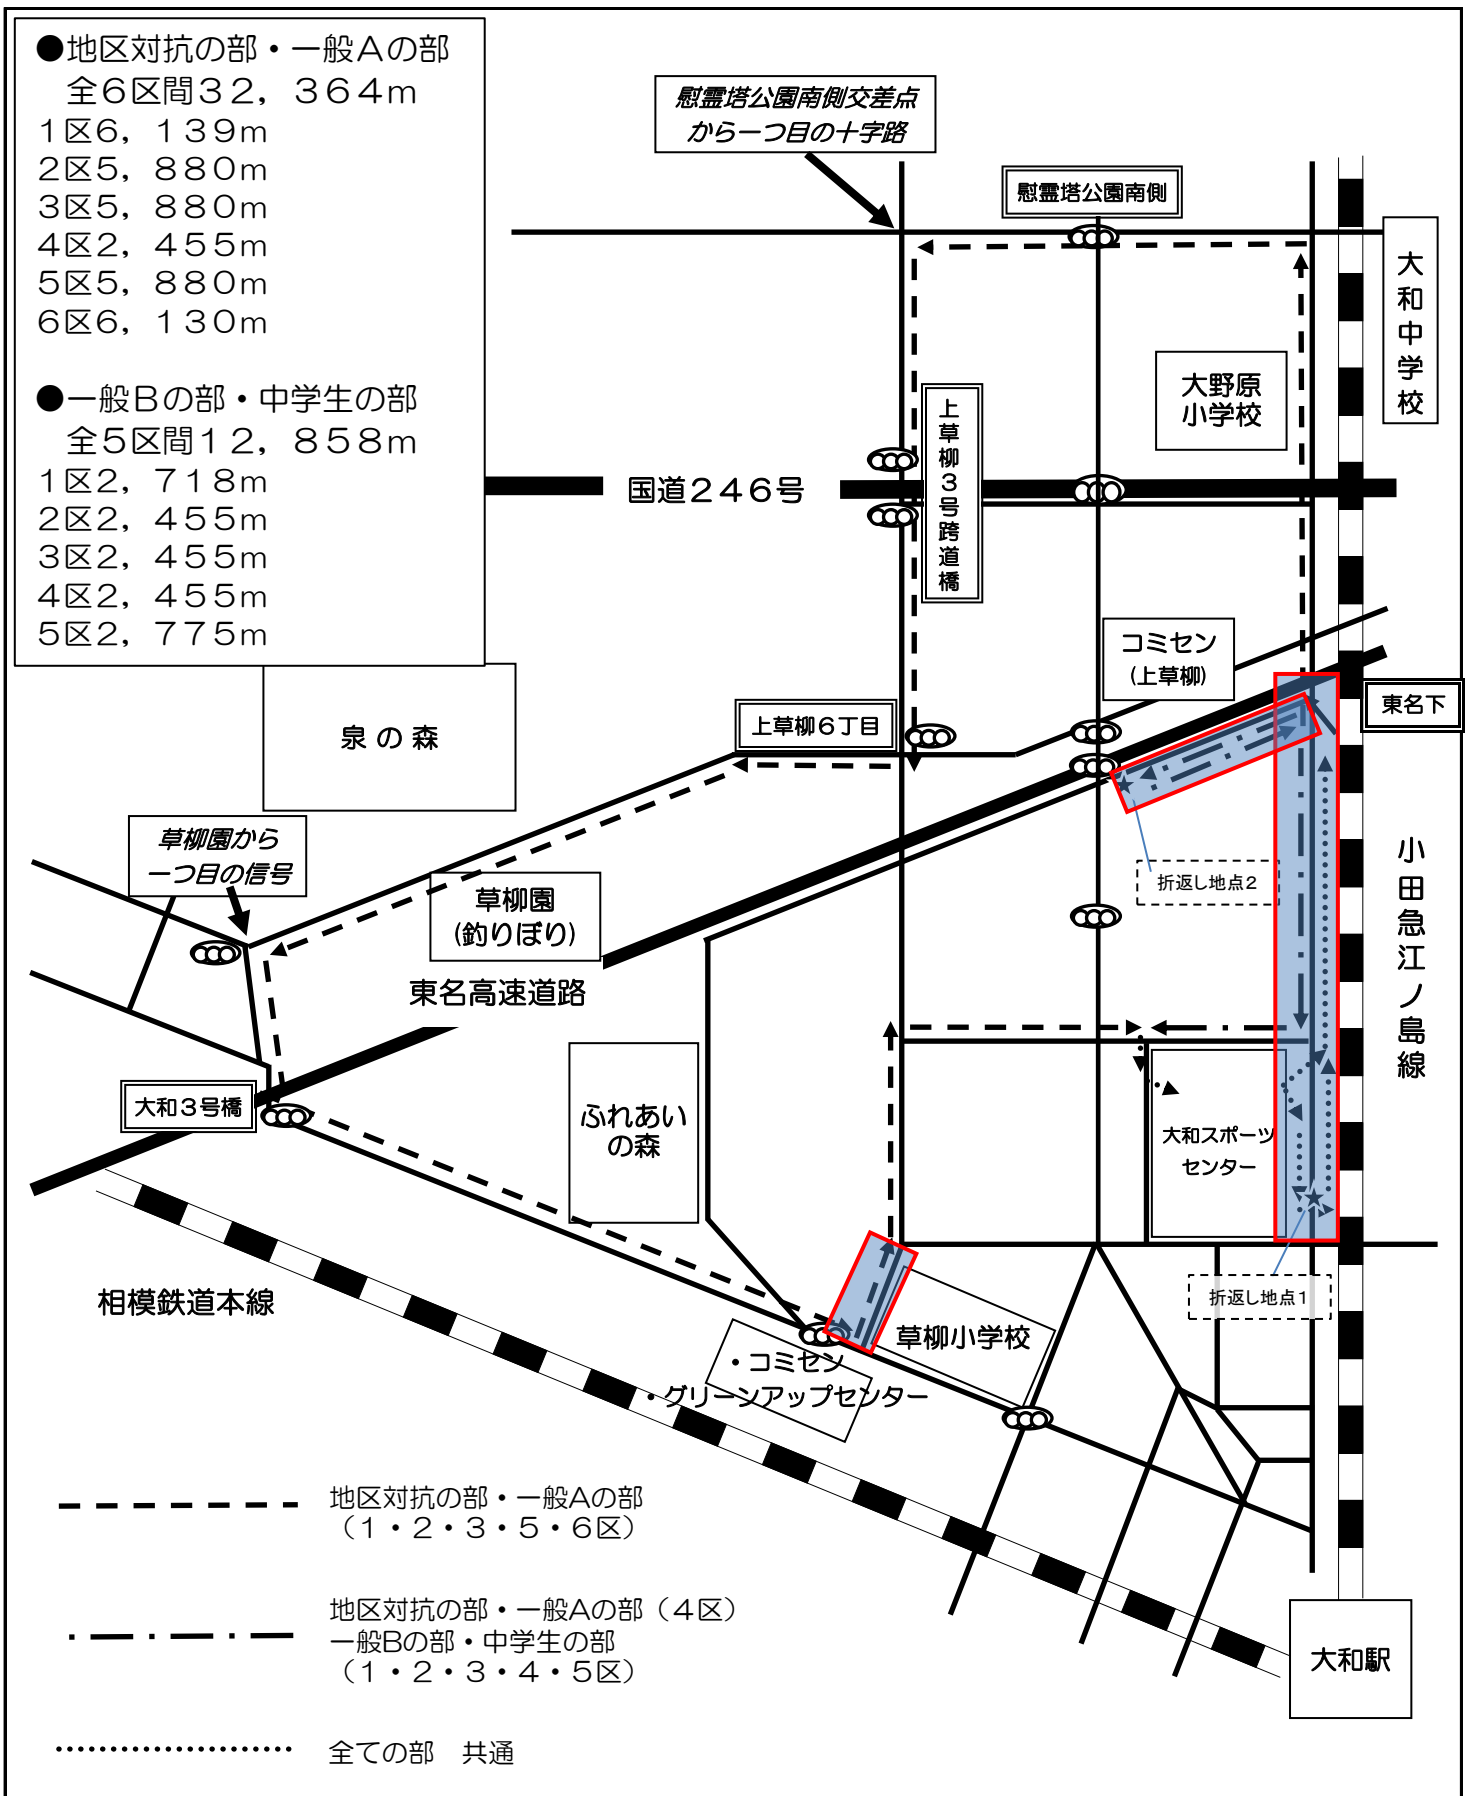 ●地区対抗の部・一般Aの部
全6区間32，364m
1区6，139m
2区5，880m
3区5，880m
4区2，455m
5区5，880m
6区6，130m
●一般Bの部・中学生の部
全5区間12，858m
1区2，718m
2区2，455m
3区2，455m
4区2，455m
5区2，775m
慰霊塔公園南側交差点
から一つ目の十字路
慰霊塔公園南側
大和中学校
大野原
小学校
上草柳3号跨道橋
国道246号
コミセン
(上草柳)
東名下
上草柳6丁目
泉の森
草柳園から
一つ目の信号
草柳園
(釣りぼり)
折返し地点2
小田急江ノ島線
東名高速道路
ふれあい
の森
大和3号橋
大和スポーツ
センター
相模鉄道本線
折返し地点1
草柳小学校
・コミセン
・グリーンアップセンター
地区対抗の部・一般Aの部
（1・2・3・5・6区）
地区対抗の部・一般Aの部（4区）
一般Bの部・中学生の部
（1・2・3・4・5区）
大和駅
全ての部　共通